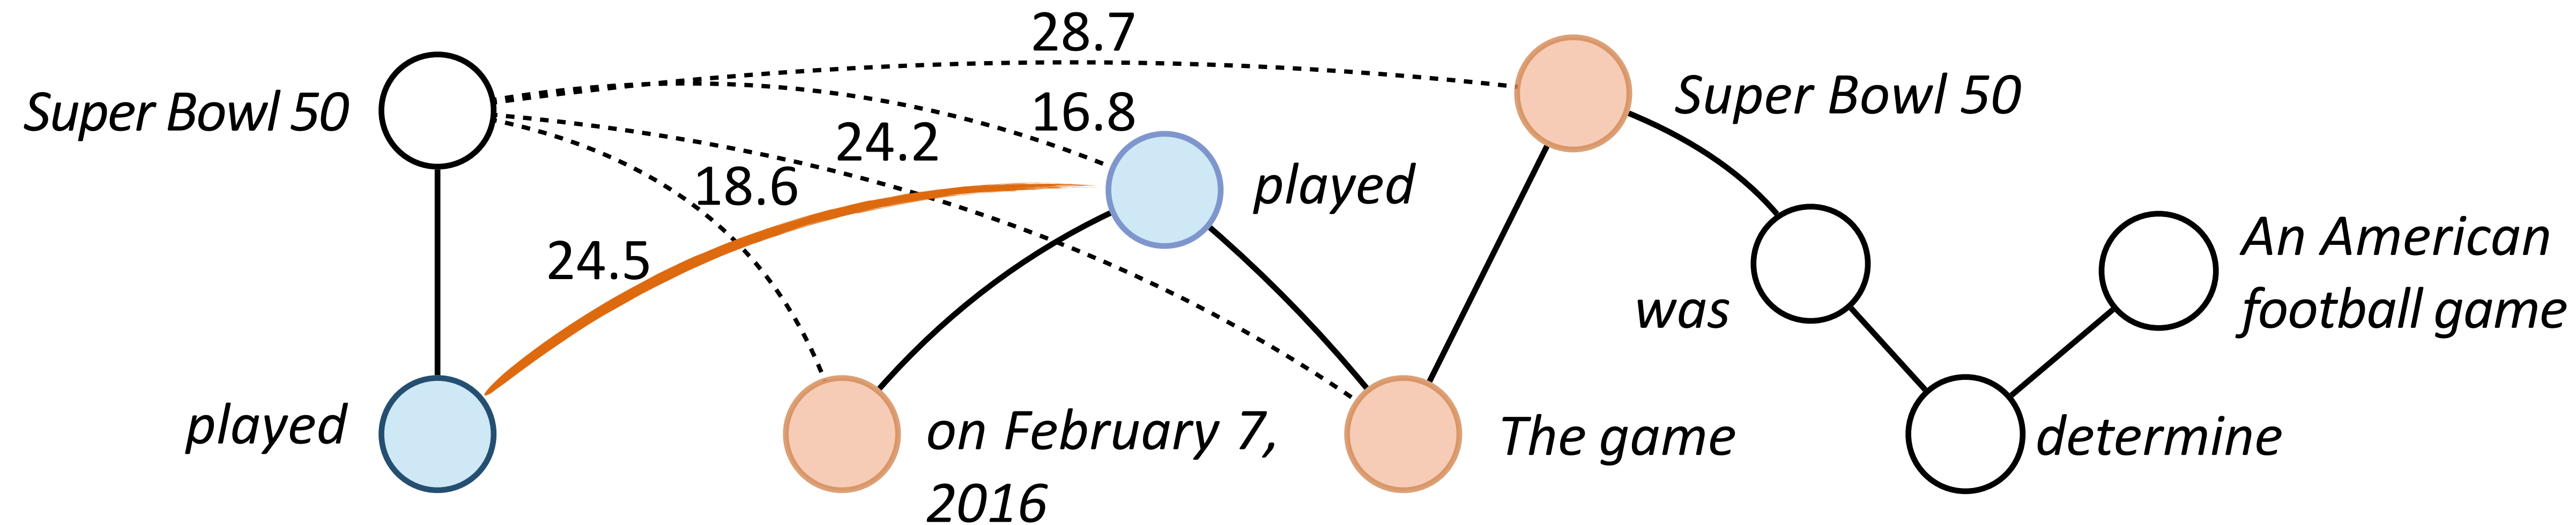 28.7
Super Bowl 50
Super Bowl 50
16.8
24.2
18.6
played
24.5
An American
football game
was
played
on February 7,
2016
The game
determine